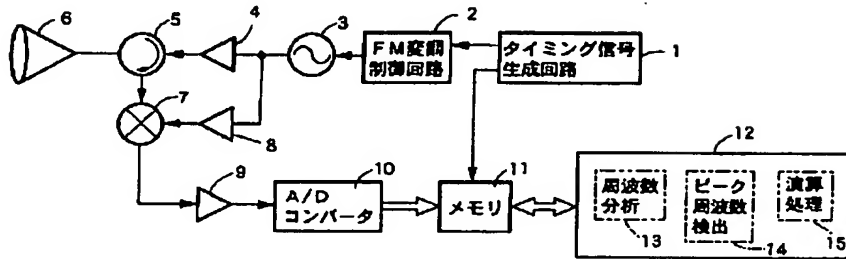 6
5
4
3
2
FM変調
制御回路
タイミング信号
生成回路
1
7
8
9
10
A/D
コンバータ
11
メモリ
12
周波数
分析
13
ピーク
周波数
検出
14
演算
処理
15